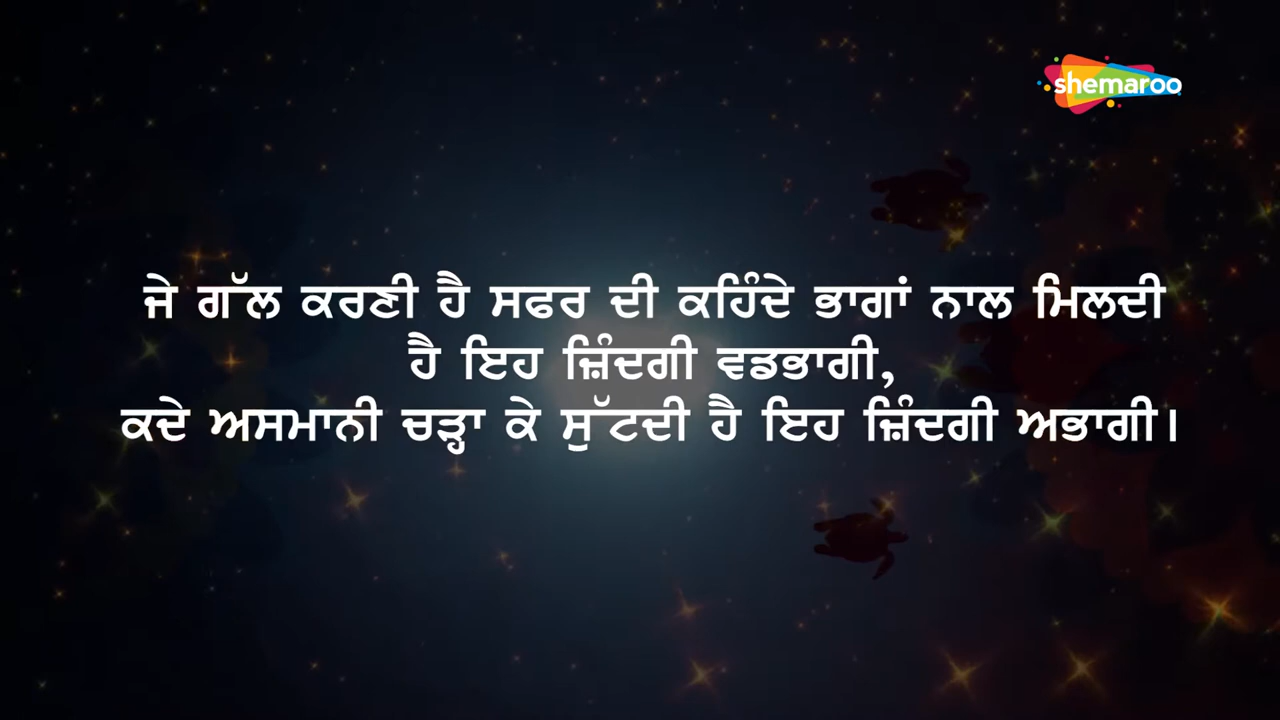 shemaroo
ਜੇ ਗੱਲ ਕਰਣੀ ਹੈ ਸਫਰ ਦੀ ਕਹਿੰਦੇ ਭਾਗਾਂ ਨਾਲ ਮਿਲਦੀ
ਹੈ ਇਹ ਜ਼ਿੰਦਗੀ ਵਡਭਾਗੀ,
ਕਦੇ ਅਸਮਾਨੀ ਚੜ੍ਹਾ ਕੇ ਸੁੱਟਦੀ ਹੈ ਇਹ ਜ਼ਿੰਦਗੀ ਅਭਾਗੀ।